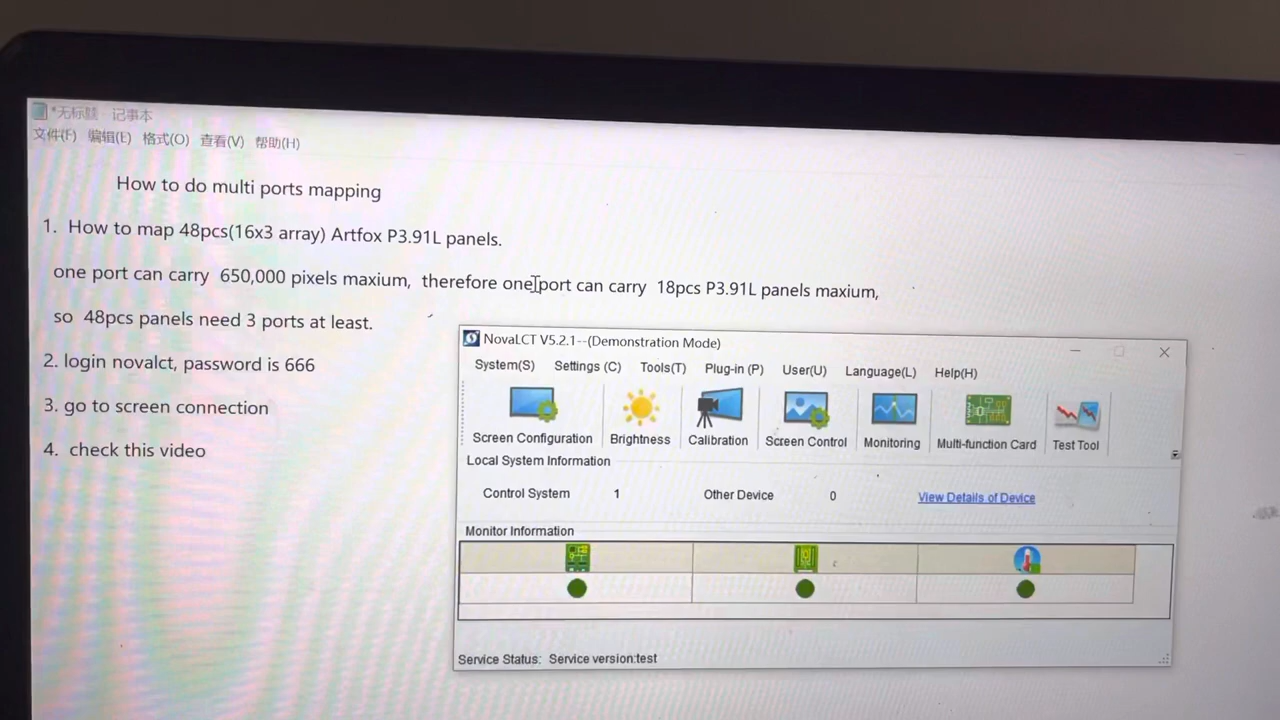 *无标题 - 记事本
文件(F) 编辑(E) 格式(O) 查看(V) 帮助(H)
How to do multi ports mapping
1. How to map 48pcs(16x3 array) Artfox P3.91L panels.
one port can carry 650,000 pixels maxium, therefore one port can carry 18pcs P3.91L panels maxium,
so 48pcs panels need 3 ports at least.
2. login novalct, password is 666
3. go to screen connection
4. check this video
NovaLCT V5.2.1--(Demonstration Mode)
System(S) Settings (C) Tools(T) Plug-in (P) User(U) Language(L) Help(H)
Screen Configuration Brightness Calibration Screen Control Monitoring Multi-function Card Test Tool
Local System Information
Control System 1 Other Device 0 View Details of Device
Monitor Information
Service Status: Service version:test